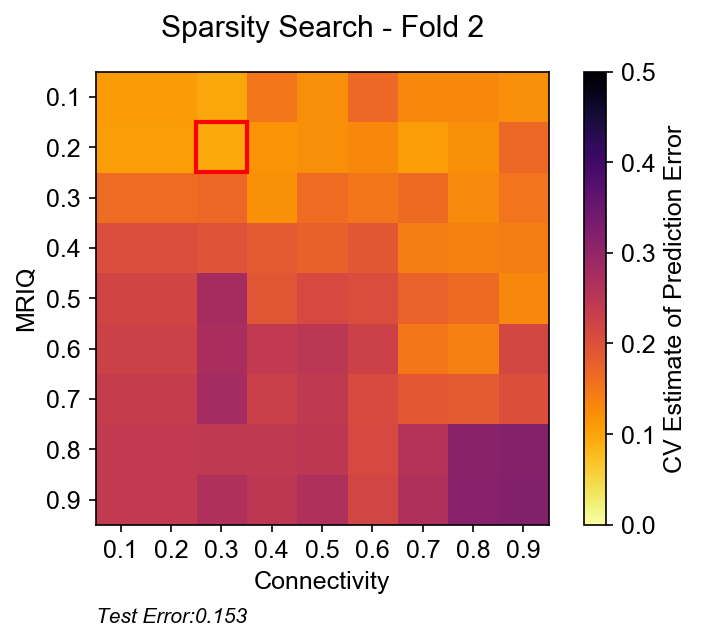 Sparsity Search - Fold 2
0.1
0.2
0.3
0.4
0.5
0.6
0.7
0.8
0.9
MRIQ
0.1 0.2 0.3 0.4 0.5 0.6 0.7 0.8 0.9
Connectivity
0.5
0.4
0.3
0.2
0.1
0.0
CV Estimate of Prediction Error
Test Error:0.153